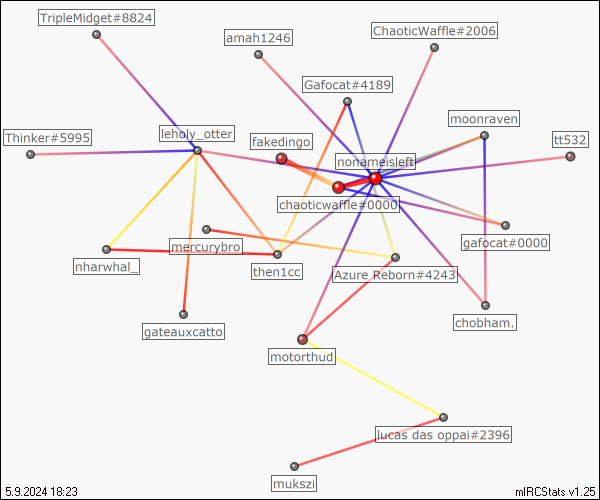 TripleMidget#8824
ChaoticWaffle#2006
amah1246
Gafocat#4189
moonraven
Thinker#5995
leholy_otter
fakedingo
tt532
nonameisleft
chaoticwaffle#0000
gafocat#0000
mercurybro
nharwhal_
then1cc
Azure Reborn#4243
gateauxcatto
chobham.
motorthud
lucas das oppai#2396
mukszi
5.9.2024 18:23
mIRCStats v1.25